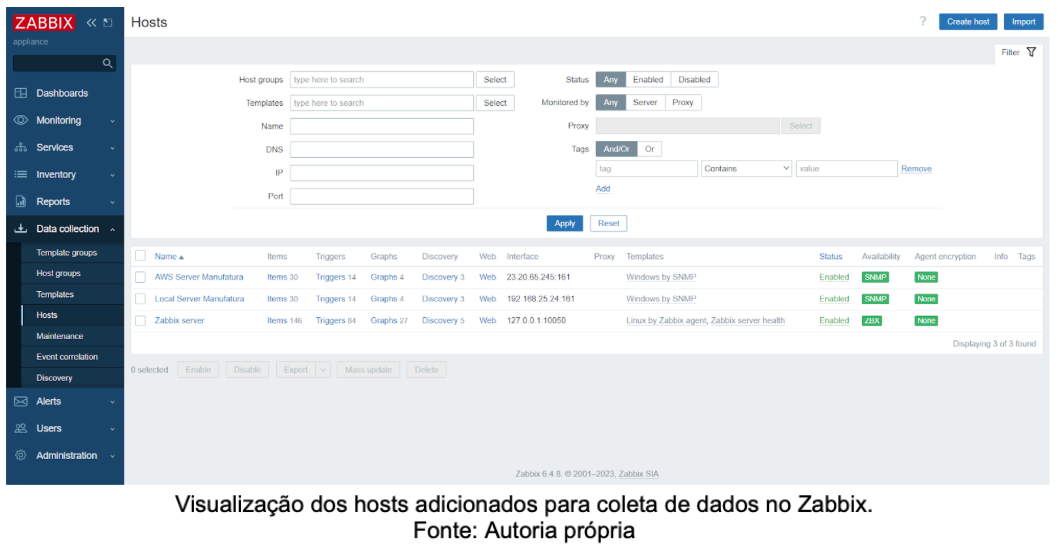 ZABBIX
Hosts
? Create host Import
appliance
Filter
Host groups type here to search Select Status Any Enabled Disabled
Dashboards
Templates type here to search Select Monitored by Any Server Proxy
Monitoring
Name Proxy Select
Services
DNS Tags And/Or Or
Inventory
IP tag Contains value Remove
Reports
Port Add
Data collection
Apply Reset
Template groups
Host groups
Templates
Hosts
Maintenance
Event correlation
Discovery
Alerts
Users
Administration
Name Items Triggers Graphs Discovery Web Interface Proxy Templates Status Availability Agent encryption Info Tags
AWS Server Manufatura Items 30 Triggers 14 Graphs 4 Discovery 3 Web 23.20.65.245:161 Windows by SNMP Enabled SNMP None
Local Server Manufatura Items 30 Triggers 14 Graphs 4 Discovery 3 Web 192.168.25.24:161 Windows by SNMP Enabled SNMP None
Zabbix server Items 146 Triggers 84 Graphs 27 Discovery 5 Web 127.0.0.1:10050 Linux by Zabbix agent, Zabbix server health Enabled ZBX None
Displaying 3 of 3 found
0 selected Enable Disable Export Mass update Delete
Zabbix 6.4.8. © 2001–2023, Zabbix SIA
Visualização dos hosts adicionados para coleta de dados no Zabbix.
Fonte: Autoria própria